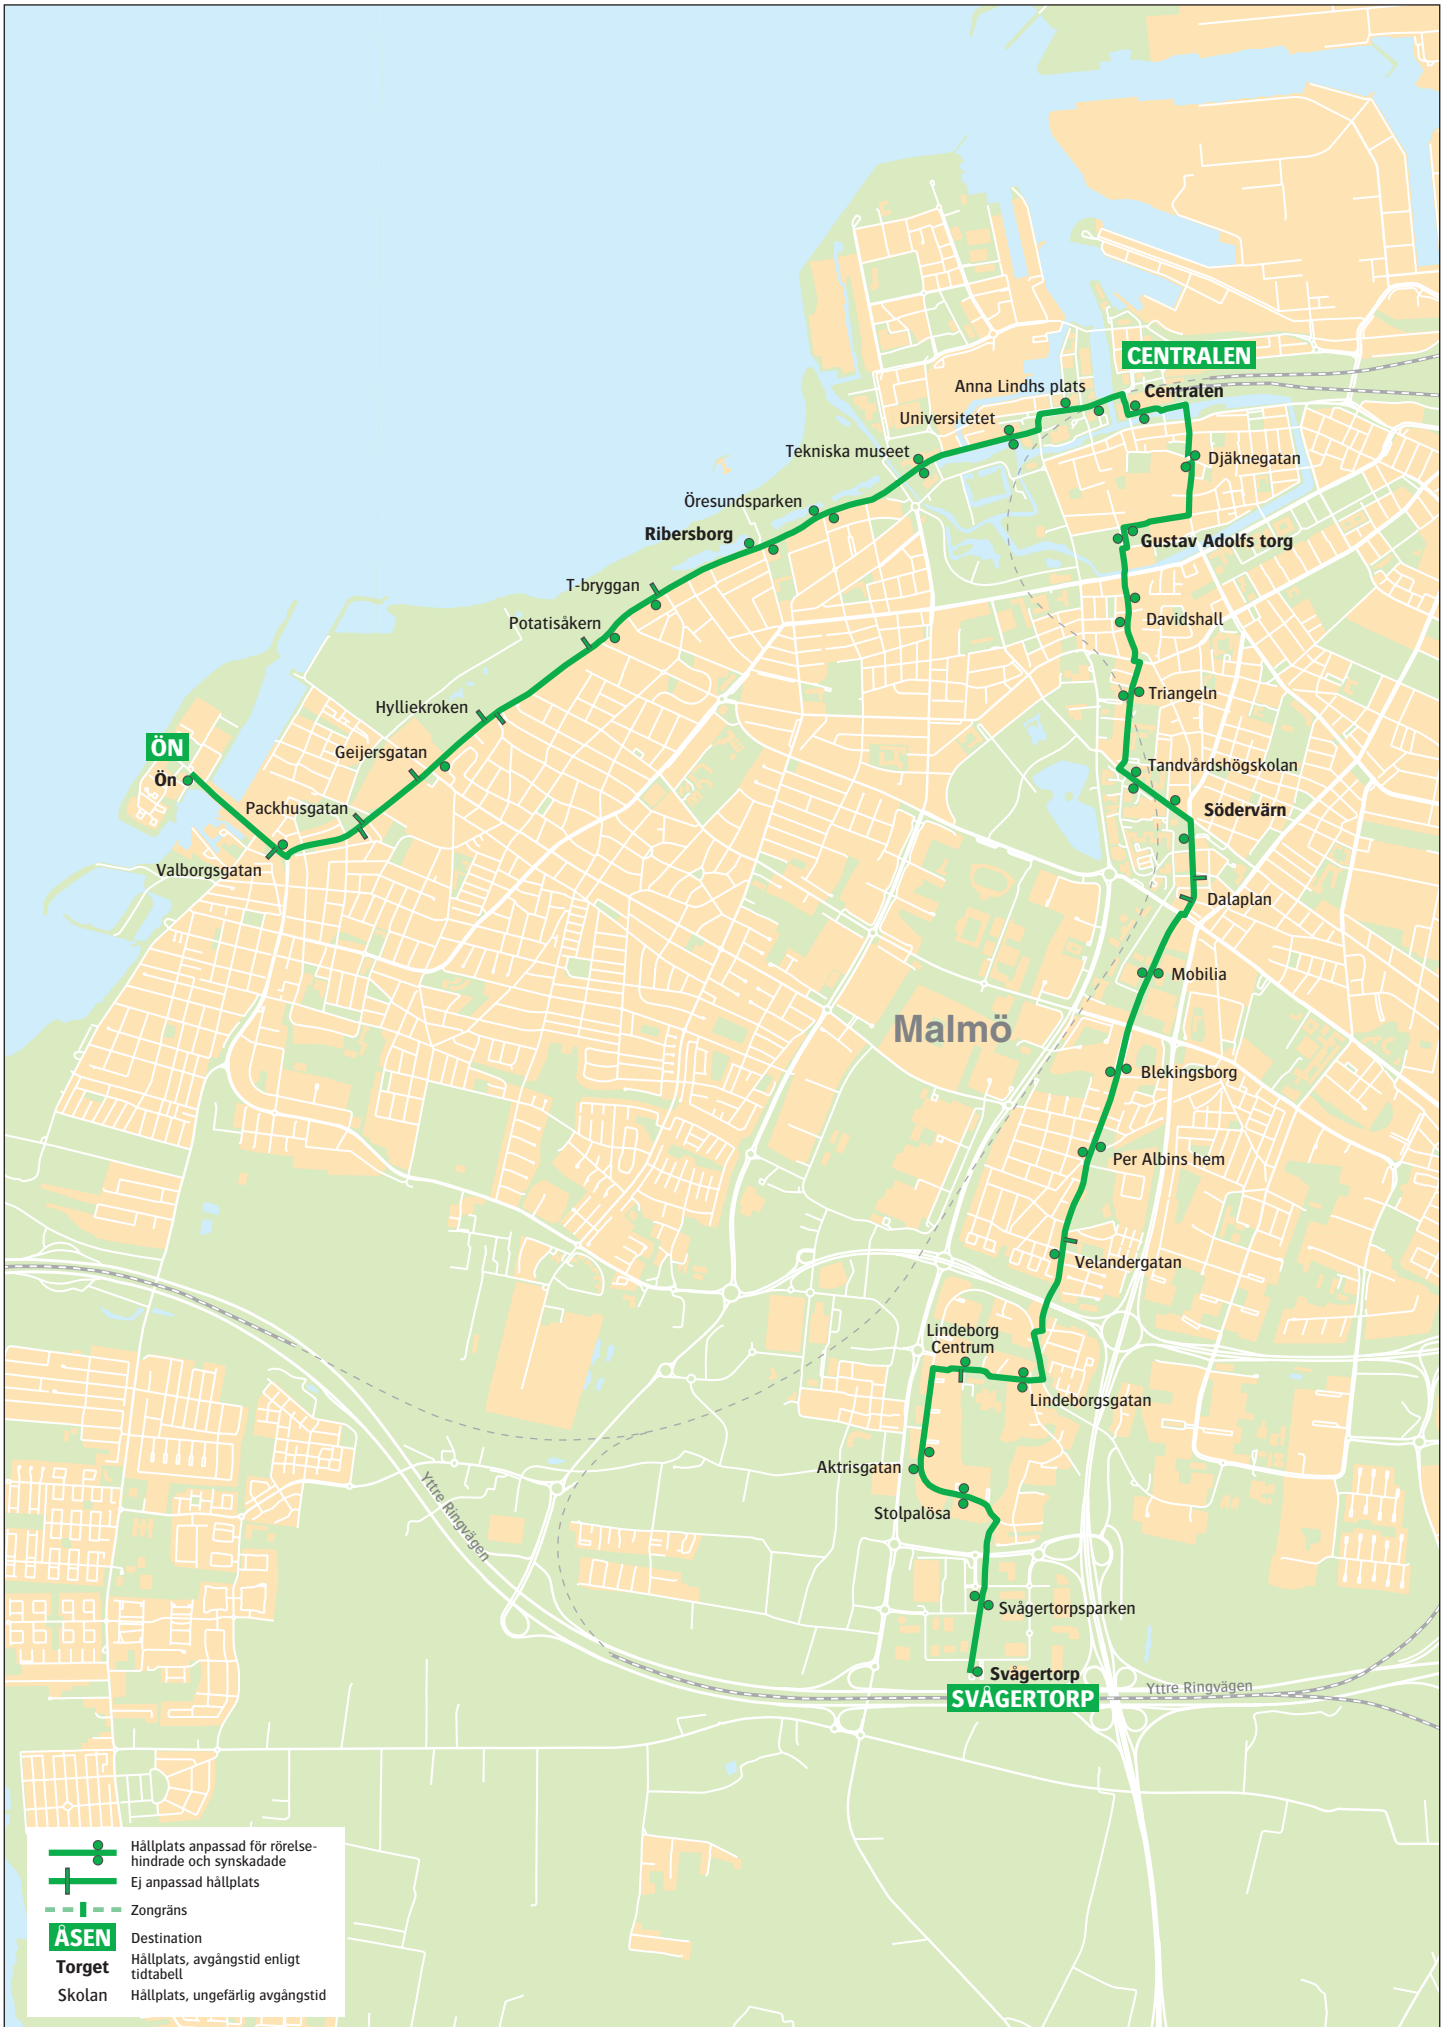 CENTRALEN
Anna Lindhs plats
Centralen
Universitetet
Tekniska museet
Djäknegatan
Öresundsparken
Ribersborg
Gustav Adolfs torg
T-bryggan
Potatisåkern
Davidshall
Triangeln
Hylliekroken
ÖN
Geijersgatan
Ön
Tandvårdshögskolan
Packhusgatan
Södervärn
Valborgsgatan
Dalaplan
Mobilia
Malmö
Blekingsborg
Per Albins hem
Velandergatan
Lindeborg
Centrum
Lindeborgsgatan
Aktrisgatan
Stolpalösa
Yttre Ringvägen
Svågertorpsparken
Svågertorp
SVÅGERTORP
Yttre Ringvägen
Hållplats anpassad för rörelse-
hindrade och synskadade
Ej anpassad hållplats
Zongräns
ÅSEN Destination
Torget Hållplats, avgångstid enligt
tidtabell
Skolan Hållplats, ungefärlig avgångstid